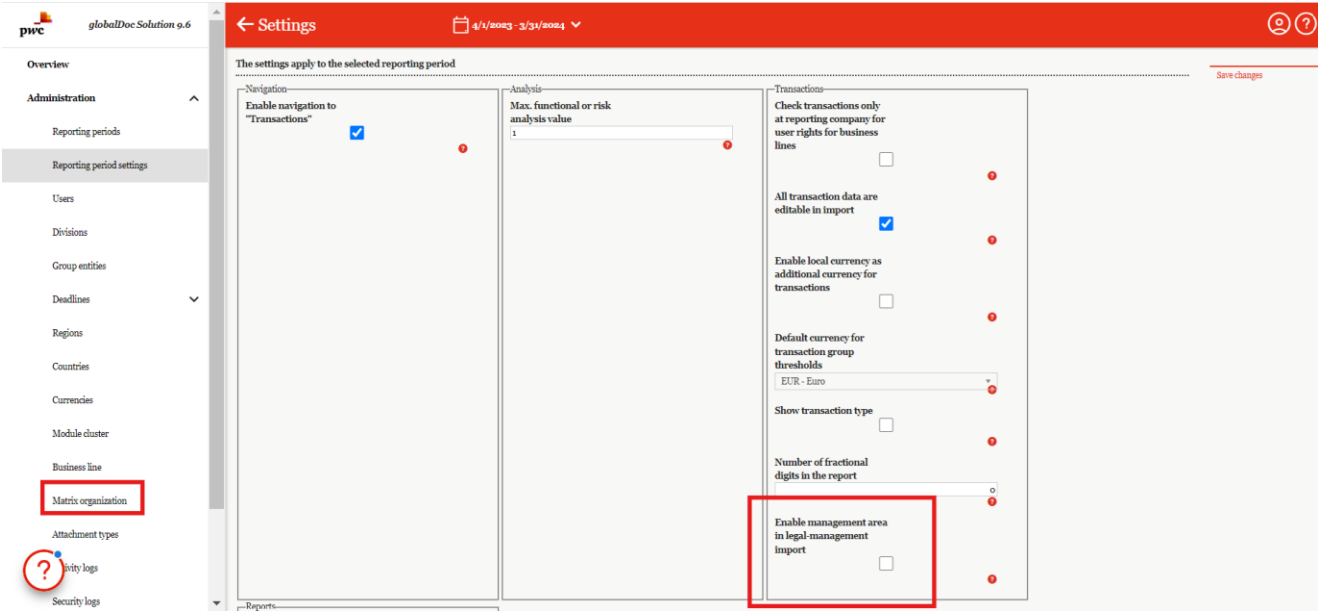 pwc
globalDoc Solution 9.6
Settings
4/1/2023 - 3/31/2024
?
Overview
Administration
Reporting periods
Reporting period settings
Users
Divisions
Group entities
Deadlines
Regions
Countries
Currencies
Module cluster
Business line
Matrix organization
Attachment types
ivity logs
Security logs
?
The settings apply to the selected reporting period
Save changes
Navigation
Enable navigation to
"Transactions"
?
Analysis
Max. functional or risk
analysis value
1
?
Transactions
Check transactions only
at reporting company for
user rights for business
lines
?
All transaction data are
editable in import
?
Enable local currency as
additional currency for
transactions
?
Default currency for
transaction group
thresholds
EUR - Euro
Show transaction type
?
Number of fractional
digits in the report
0
?
Enable management area
in legal-management
import
?
Reports